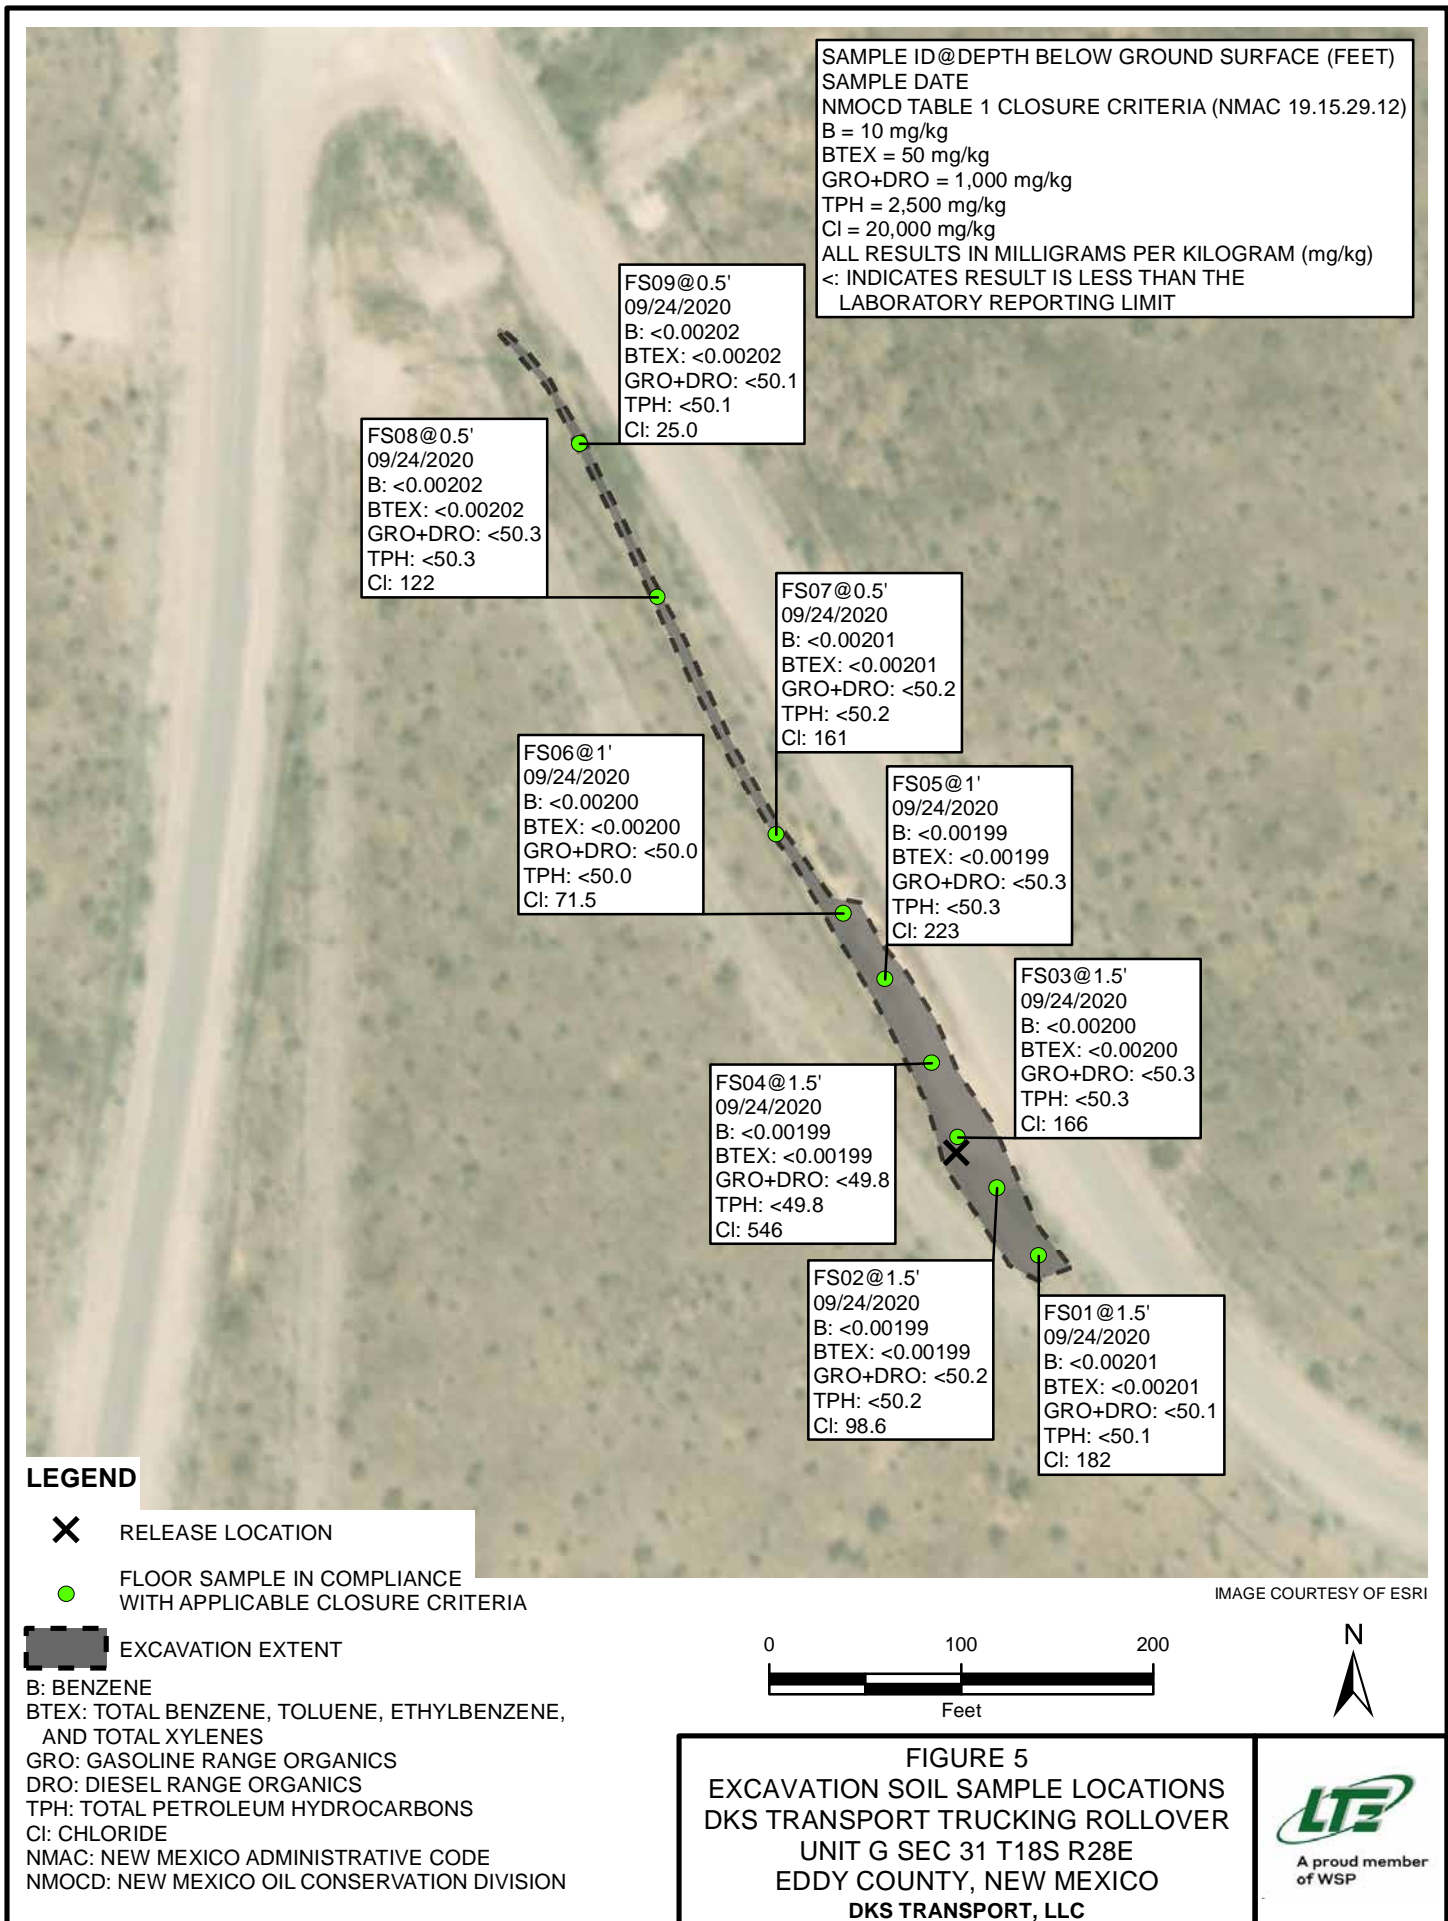 SAMPLE ID@DEPTH BELOW GROUND SURFACE (FEET)
SAMPLE DATE
NMOCD TABLE 1 CLOSURE CRITERIA (NMAC 19.15.29.12)
B = 10 mg/kg
BTEX = 50 mg/kg
GRO+DRO = 1,000 mg/kg
TPH = 2,500 mg/kg
Cl = 20,000 mg/kg
ALL RESULTS IN MILLIGRAMS PER KILOGRAM (mg/kg)
<: INDICATES RESULT IS LESS THAN THE
LABORATORY REPORTING LIMIT
FS09@0.5'
09/24/2020
B: <0.00202
BTEX: <0.00202
GRO+DRO: <50.1
TPH: <50.1
Cl: 25.0
FS08@0.5'
09/24/2020
B: <0.00202
BTEX: <0.00202
GRO+DRO: <50.3
TPH: <50.3
Cl: 122
FS07@0.5'
09/24/2020
B: <0.00201
BTEX: <0.00201
GRO+DRO: <50.2
TPH: <50.2
Cl: 161
FS06@1'
09/24/2020
B: <0.00200
BTEX: <0.00200
GRO+DRO: <50.0
TPH: <50.0
Cl: 71.5
FS05@1'
09/24/2020
B: <0.00199
BTEX: <0.00199
GRO+DRO: <50.3
TPH: <50.3
Cl: 223
FS03@1.5'
09/24/2020
B: <0.00200
BTEX: <0.00200
GRO+DRO: <50.3
TPH: <50.3
Cl: 166
FS04@1.5'
09/24/2020
B: <0.00199
BTEX: <0.00199
GRO+DRO: <49.8
TPH: <49.8
Cl: 546
FS02@1.5'
09/24/2020
B: <0.00199
BTEX: <0.00199
GRO+DRO: <50.2
TPH: <50.2
Cl: 98.6
FS01@1.5'
09/24/2020
B: <0.00201
BTEX: <0.00201
GRO+DRO: <50.1
TPH: <50.1
Cl: 182
LEGEND
RELEASE LOCATION
FLOOR SAMPLE IN COMPLIANCE
WITH APPLICABLE CLOSURE CRITERIA
EXCAVATION EXTENT
B: BENZENE
BTEX: TOTAL BENZENE, TOLUENE, ETHYLBENZENE,
AND TOTAL XYLENES
GRO: GASOLINE RANGE ORGANICS
DRO: DIESEL RANGE ORGANICS
TPH: TOTAL PETROLEUM HYDROCARBONS
Cl: CHLORIDE
NMAC: NEW MEXICO ADMINISTRATIVE CODE
NMOCD: NEW MEXICO OIL CONSERVATION DIVISION
IMAGE COURTESY OF ESRI
0 100 200
Feet
N
FIGURE 5
EXCAVATION SOIL SAMPLE LOCATIONS
DKS TRANSPORT TRUCKING ROLLOVER
UNIT G SEC 31 T18S R28E
EDDY COUNTY, NEW MEXICO
DKS TRANSPORT, LLC
LTE
A proud member
of WSP